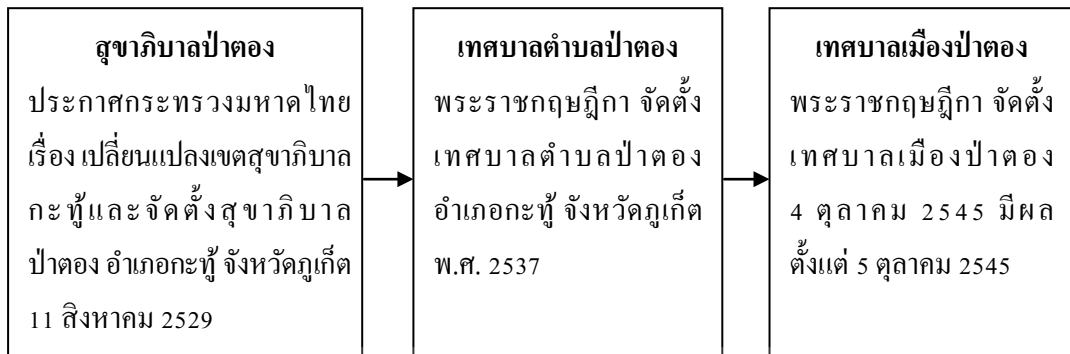 สุขาภิบาลป่าตอง
ประกาศกระทรวงมหาดไทย
เรื่อง เปลี่ยนแปลงเขตสุขาภิบาล
กะทู้และจัดตั้งสุขาภิบาล
ป่าตอง อำเภอกะทู้ จังหวัดภูเก็ต
11 สิงหาคม 2529
เทศบาลตำบลป่าตอง
พระราชกฤษฎีกา จัดตั้ง
เทศบาลตำบลป่าตอง
อำเภอกะทู้ จังหวัดภูเก็ต
พ.ศ. 2537
เทศบาลเมืองป่าตอง
พระราชกฤษฎีกา จัดตั้ง
เทศบาลเมืองป่าตอง
4 ตุลาคม 2545 มีผล
ตั้งแต่ 5 ตุลาคม 2545